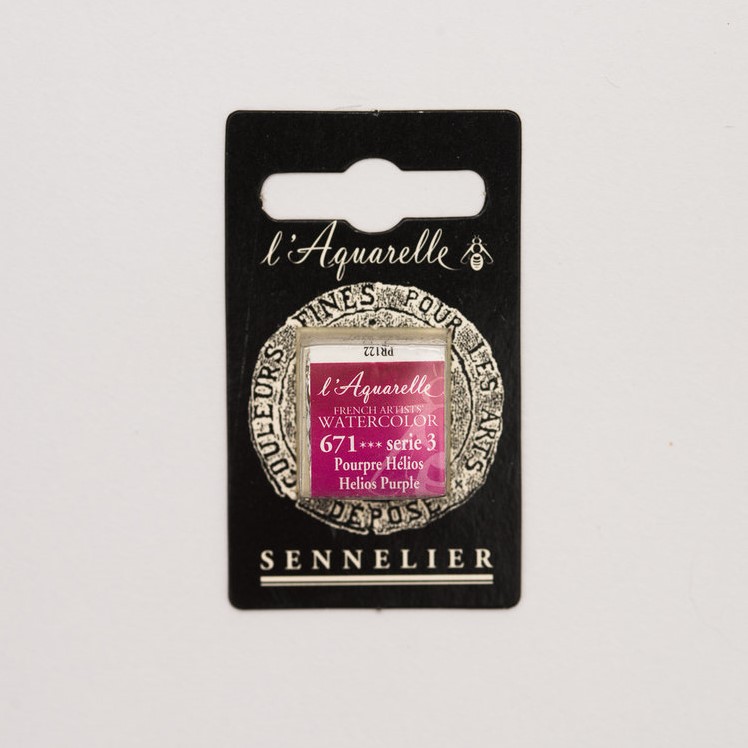 l'Aquarelle
COULEURS FINES POUR LES ARTS
DÉPOSÉ
PR122
l'Aquarelle
FRENCH ARTISTS'
WATERCOLOR
671*** serie 3
Pourpre Hélios
Helios Purple
SENNELIER